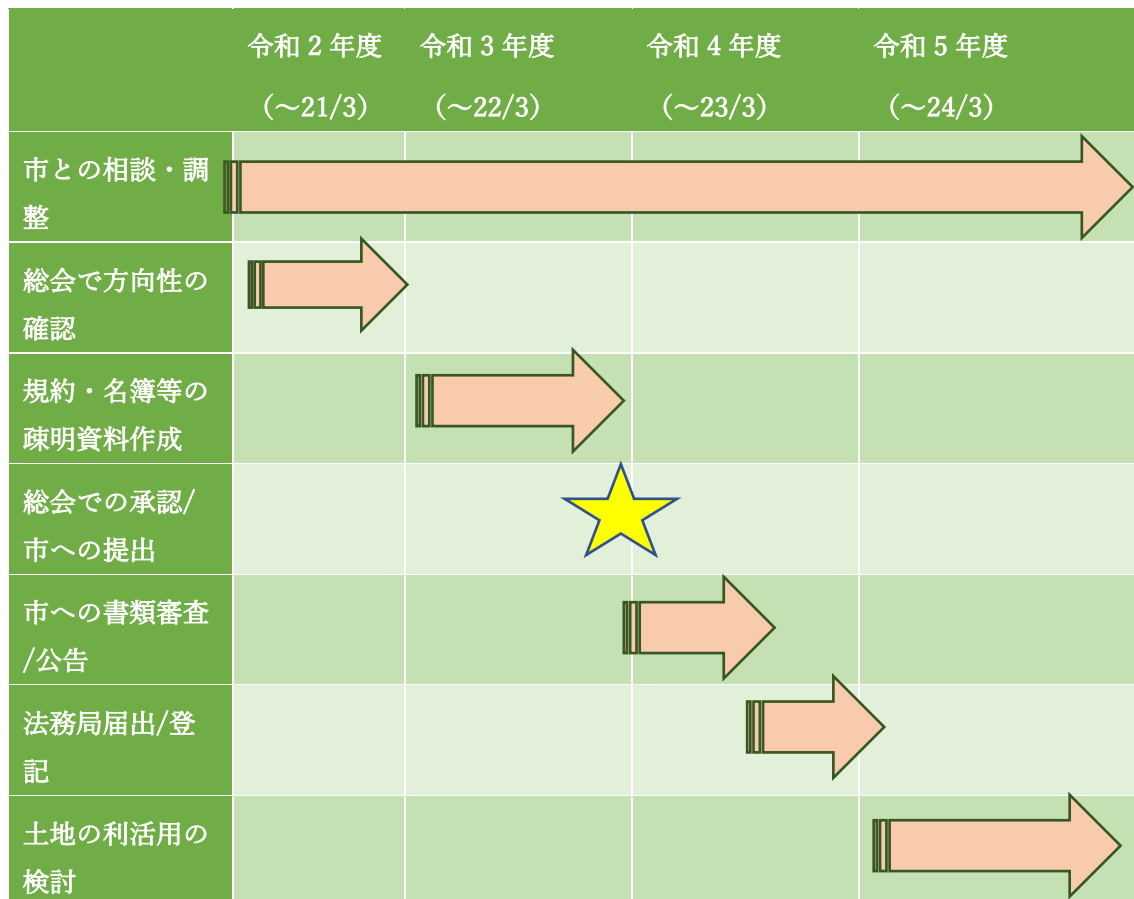 令和 2 年度
(～21/3)
令和 3 年度
(～22/3)
令和 4 年度
(～23/3)
令和 5 年度
(～24/3)
市との相談・調
整
総会で方向性の
確認
規約・名簿等の
疎明資料作成
総会での承認/
市への提出
市への書類審査
/公告
法務局届出/登
記
土地の利活用の
検討